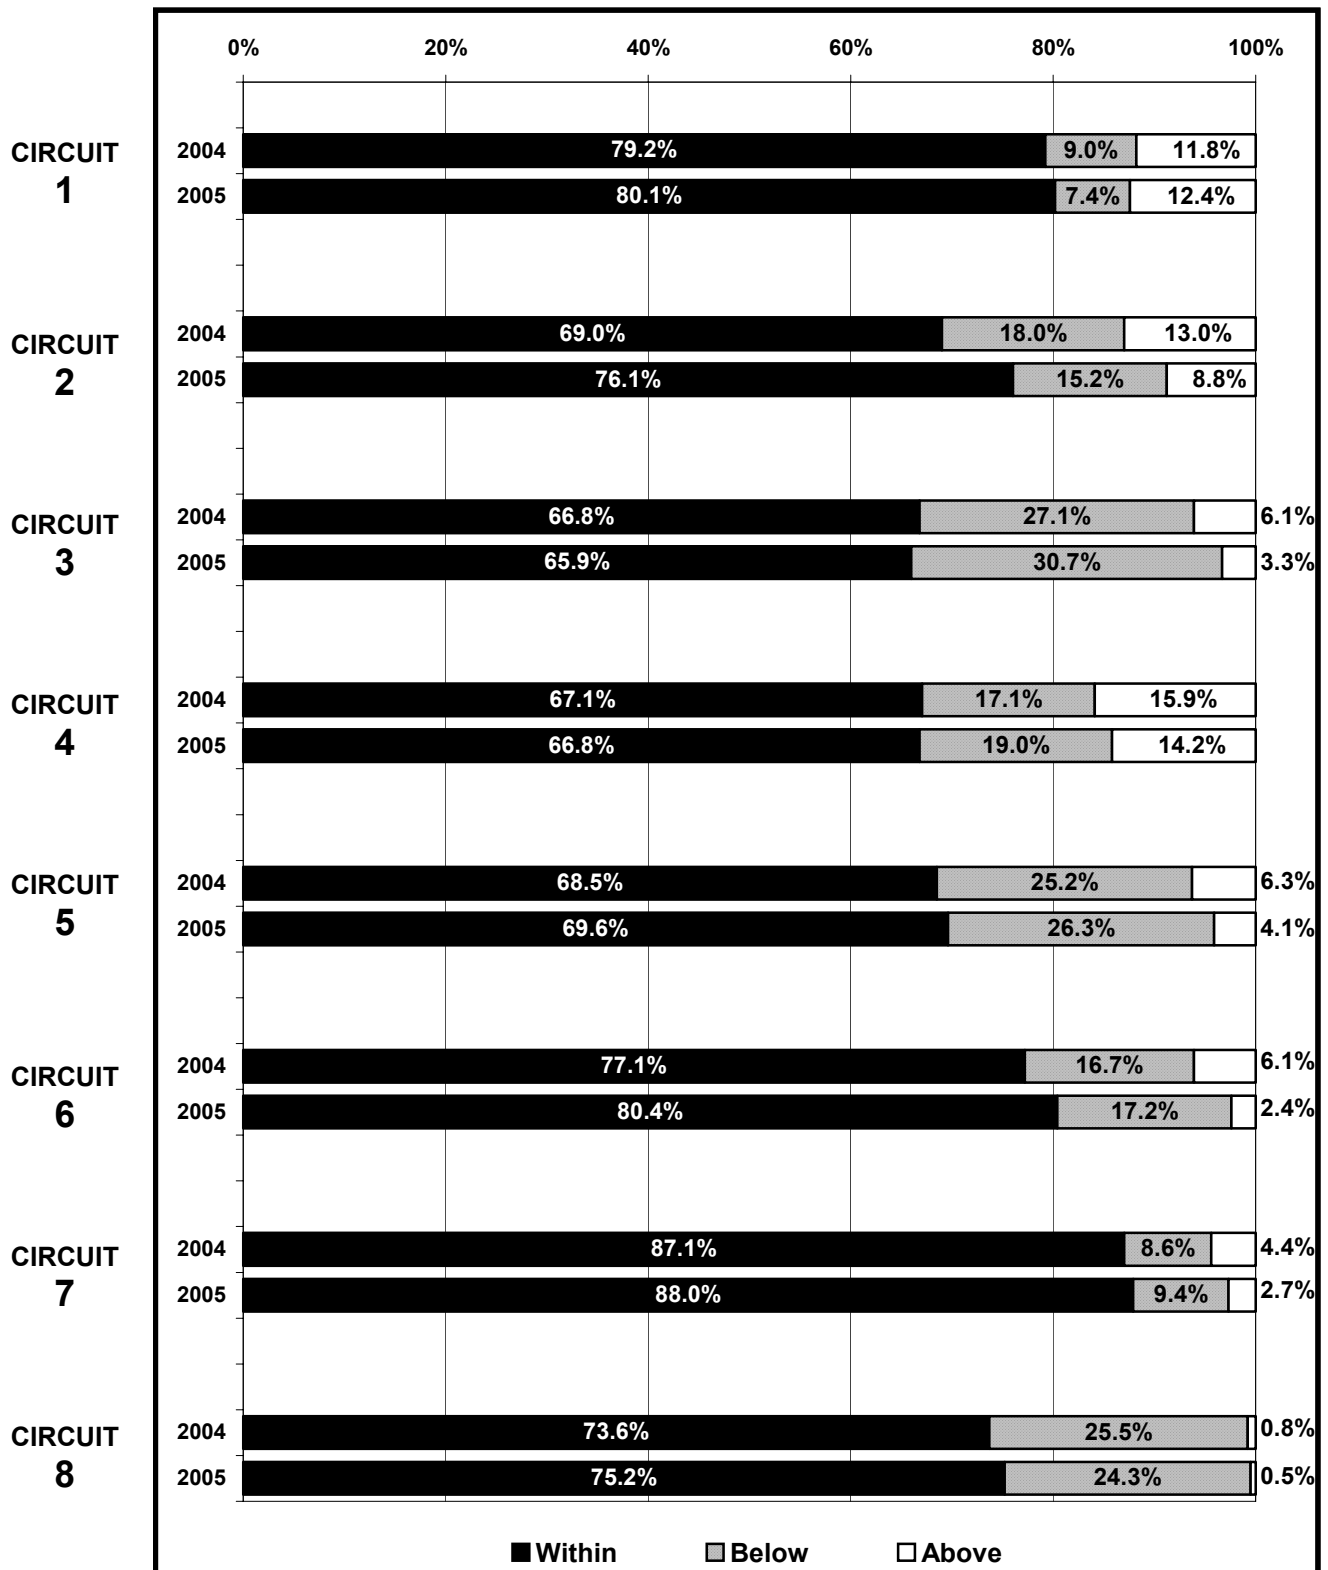 0% 20% 40% 60% 80% 100%
CIRCUIT
1
2004 79.2% 9.0% 11.8%
2005 80.1% 7.4% 12.4%
CIRCUIT
2
2004 69.0% 18.0% 13.0%
2005 76.1% 15.2% 8.8%
CIRCUIT
3
2004 66.8% 27.1% 6.1%
2005 65.9% 30.7% 3.3%
CIRCUIT
4
2004 67.1% 17.1% 15.9%
2005 66.8% 19.0% 14.2%
CIRCUIT
5
2004 68.5% 25.2% 6.3%
2005 69.6% 26.3% 4.1%
CIRCUIT
6
2004 77.1% 16.7% 6.1%
2005 80.4% 17.2% 2.4%
CIRCUIT
7
2004 87.1% 8.6% 4.4%
2005 88.0% 9.4% 2.7%
CIRCUIT
8
2004 73.6% 25.5% 0.8%
2005 75.2% 24.3% 0.5%
Within Below Above